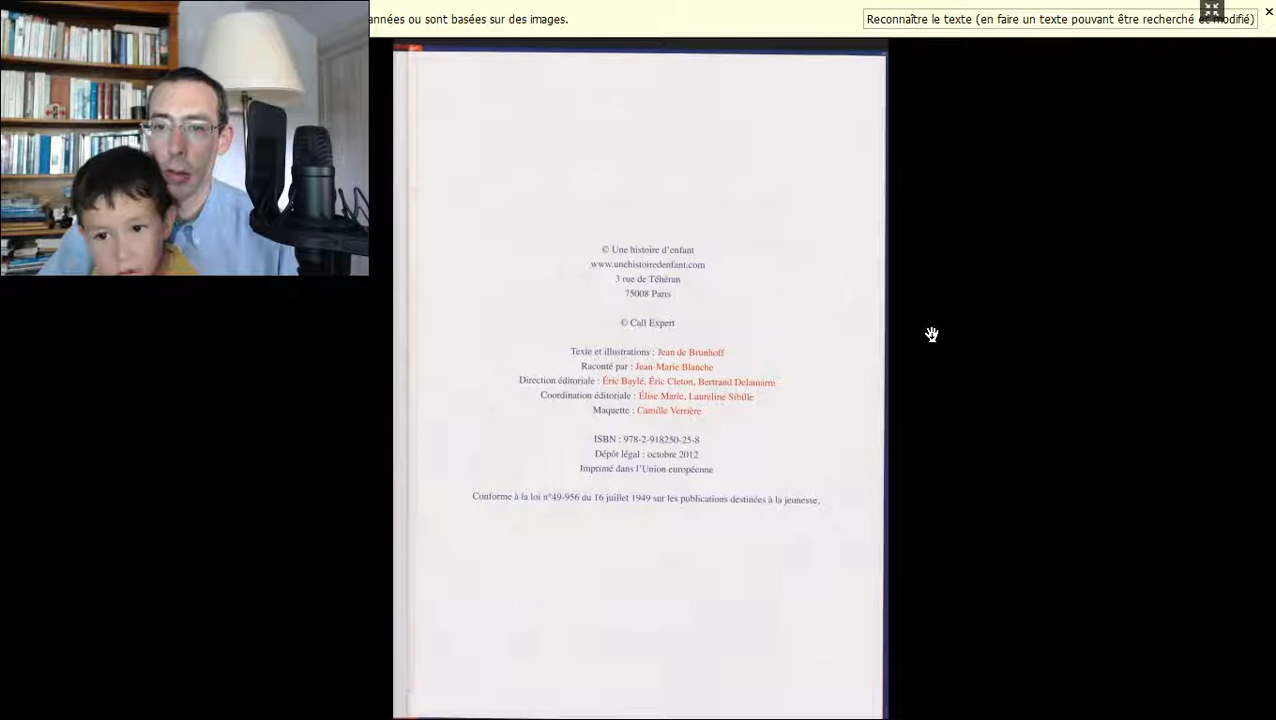 années ou sont basées sur des images.
Reconnaître le texte (en faire un texte pouvant être recherché et modifié)
© Une histoire d'enfant
www.unehistoiredenfant.com
3 rue de Téhéran
75008 Paris
© Call Expert
Texte et illustrations : Jean de Brunhoff
Raconté par : Jean-Marie Blanche
Direction éditoriale : Éric Baylé, Éric Cleton, Bertrand Delamarre
Coordination éditoriale : Élise Marie, Laureline Sibille
Maquette : Camille Verrière
ISBN : 978-2-918250-25-8
Dépôt légal : octobre 2012
Imprimé dans l'Union européenne
Conforme à la loi n°49-956 du 16 juillet 1949 sur les publications destinées à la jeunesse.